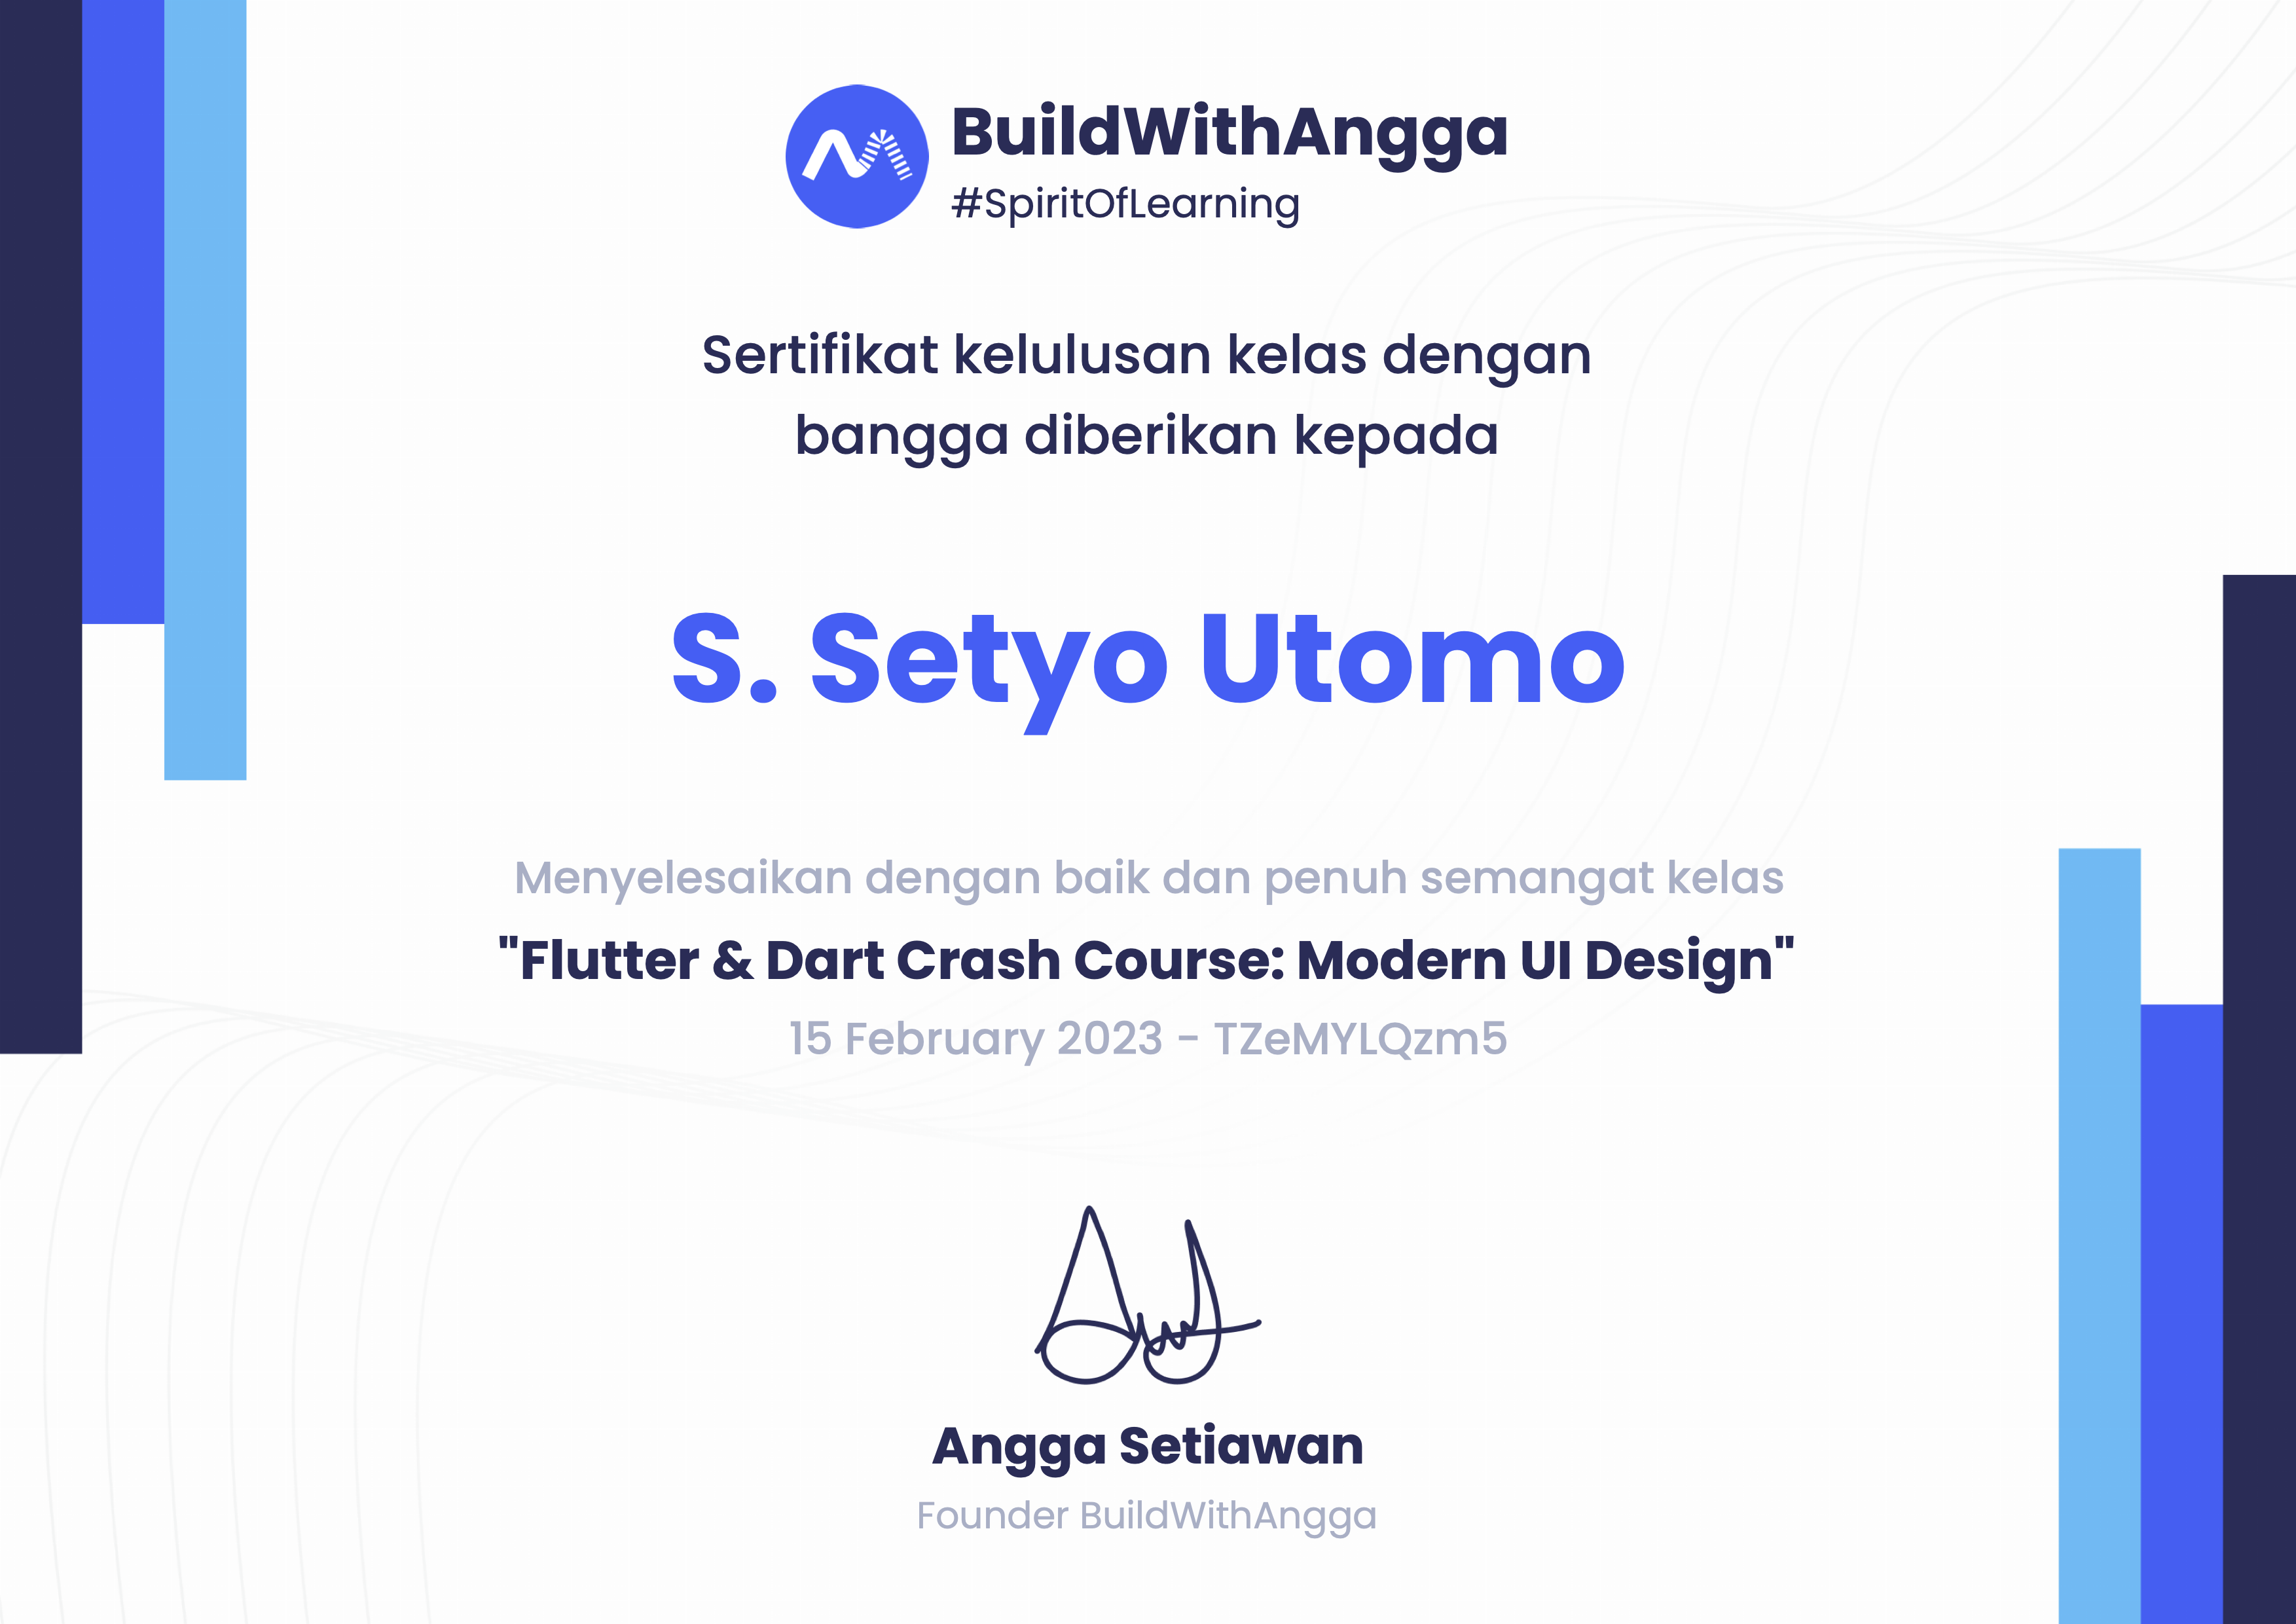 BuildWithAngga
#SpiritOfLearning
Sertifikat kelulusan kelas dengan
bangga diberikan kepada
S. Setyo Utomo
Menyelesaikan dengan baik dan penuh semangat kelas
"Flutter & Dart Crash Course: Modern UI Design"
15 February 2023 - TZeMYLQzm5
Angga Setiawan
Founder BuildWithAngga